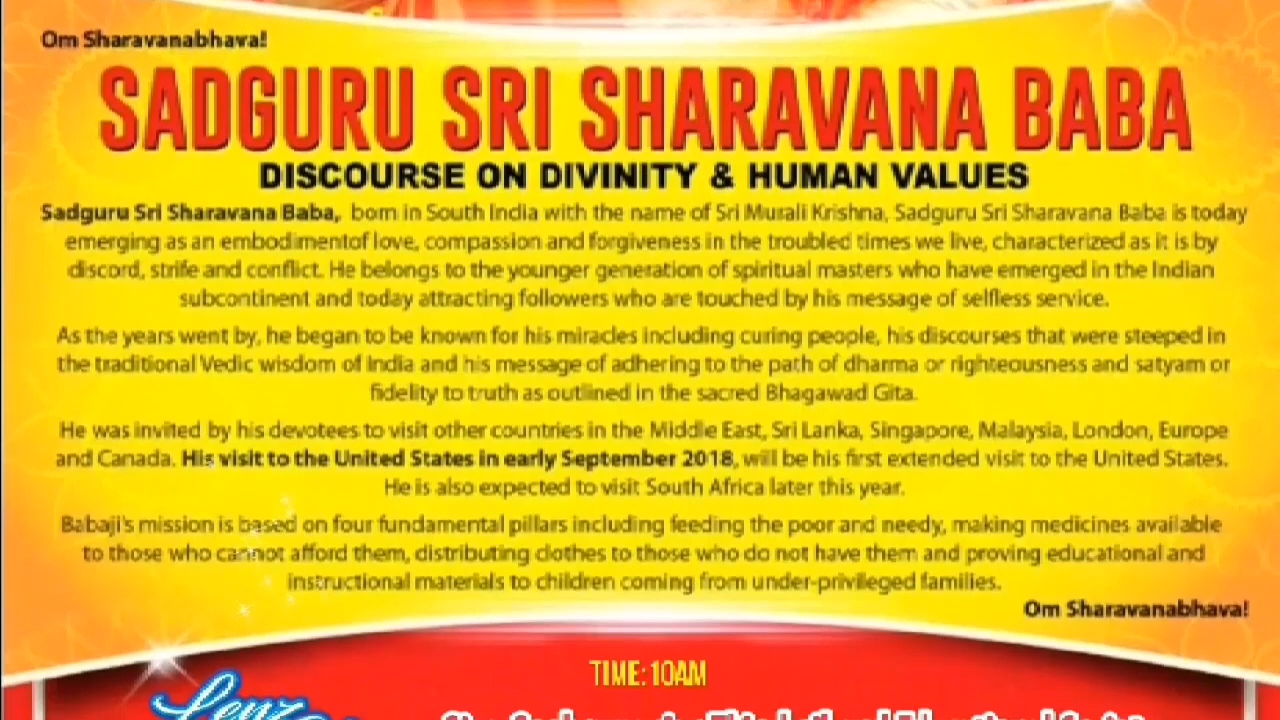 Om Sharavanabhava!
SADGURU SRI SHARAVANA BABA
DISCOURSE ON DIVINITY & HUMAN VALUES
Sadguru Sri Sharavana Baba, born in South India with the name of Sri Murali Krishna, Sadguru Sri Sharavana Baba is today
emerging as an embodimentof love, compassion and forgiveness in the troubled times we live, characterized as it is by
discord, strife and conflict. He belongs to the younger generation of spiritual masters who have emerged in the Indian
subcontinent and today attracting followers who are touched by his message of selfless service.
As the years went by, he began to be known for his miracles including curing people, his discourses that were steeped in
the traditional Vedic wisdom of India and his message of adhering to the path of dharma or righteousness and satyam or
fidelity to truth as outlined in the sacred Bhagawad Gita.
He was invited by his devotees to visit other countries in the Middle East, Sri Lanka, Singapore, Malaysia, London, Europe
and Canada. His visit to the United States in early September 2018, will be his first extended visit to the United States.
He is also expected to visit South Africa later this year.
Babaji's mission is based on four fundamental pillars including feeding the poor and needy, making medicines available
to those who cannot afford them, distributing clothes to those who do not have them and proving educational and
instructional materials to children coming from under-privileged families.
Om Sharavanabhava!
TIME: 10AM